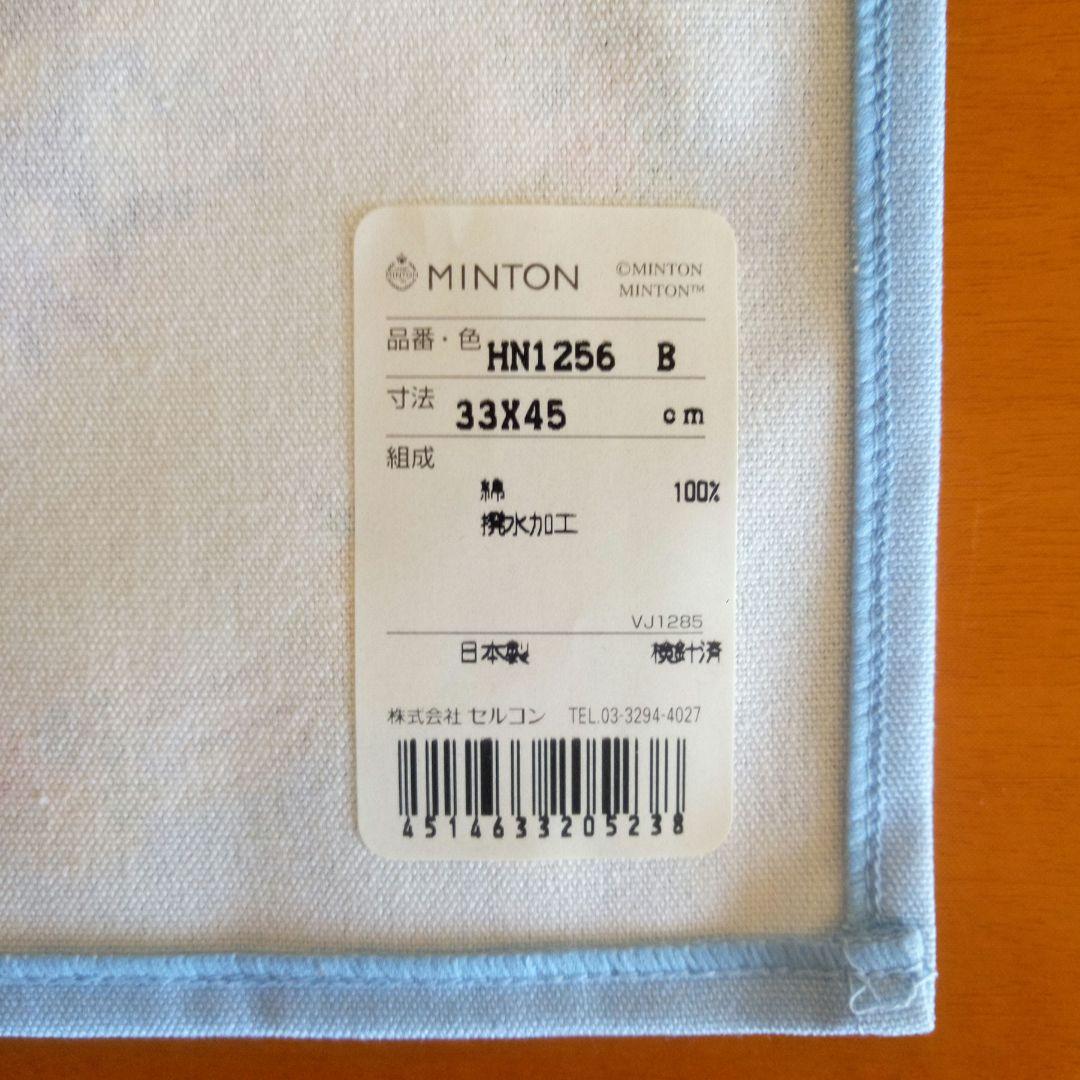 MINTON ©MINTON
MINTON™
品番・色 HN1256 B
寸法 33X45 cm
組成
綿 100%
撥水加工
VJ1285
日本製 検針済
株式会社 セルコン TEL.03-3294-4027
4514633205238